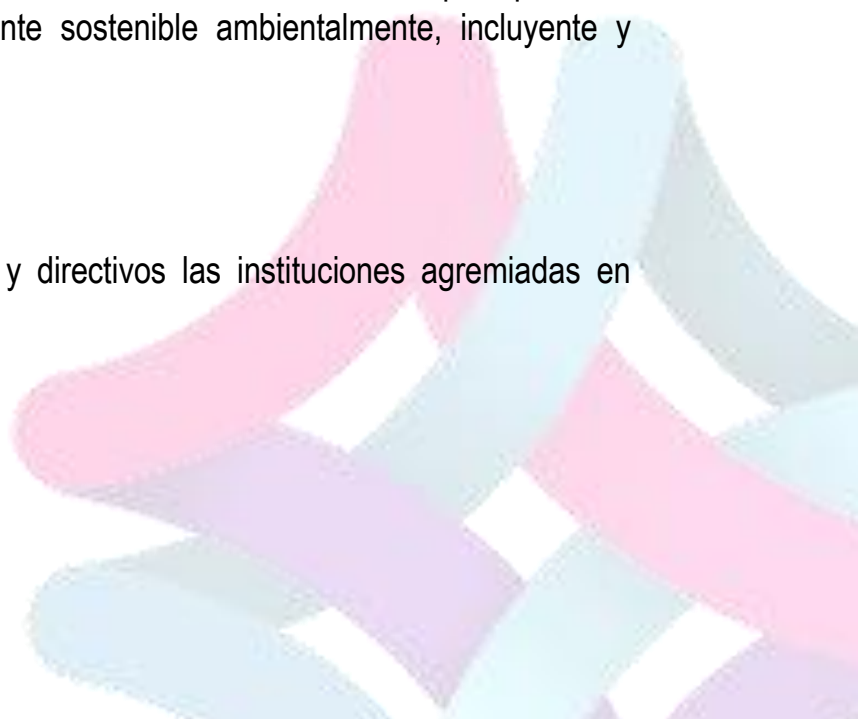 nte sostenible ambientalmente, incluyente y
y directivos las instituciones agremiadas en